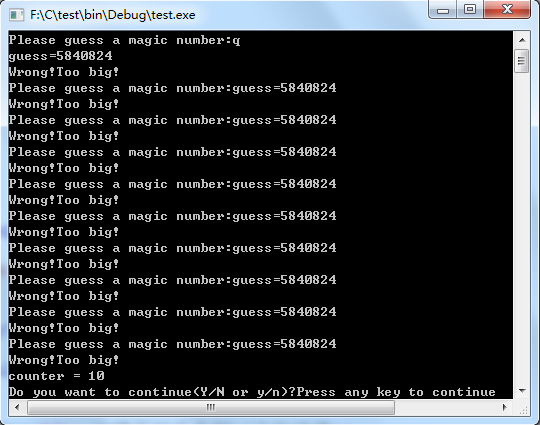 F:\C\test\bin\Debug\test.exe
Please guess a magic number:q
guess=5840824
Wrong!Too big!
Please guess a magic number:guess=5840824
Wrong!Too big!
Please guess a magic number:guess=5840824
Wrong!Too big!
Please guess a magic number:guess=5840824
Wrong!Too big!
Please guess a magic number:guess=5840824
Wrong!Too big!
Please guess a magic number:guess=5840824
Wrong!Too big!
Please guess a magic number:guess=5840824
Wrong!Too big!
Please guess a magic number:guess=5840824
Wrong!Too big!
Please guess a magic number:guess=5840824
Wrong!Too big!
Please guess a magic number:guess=5840824
Wrong!Too big!
counter = 10
Do you want to continue(Y/N or y/n)?Press any key to continue